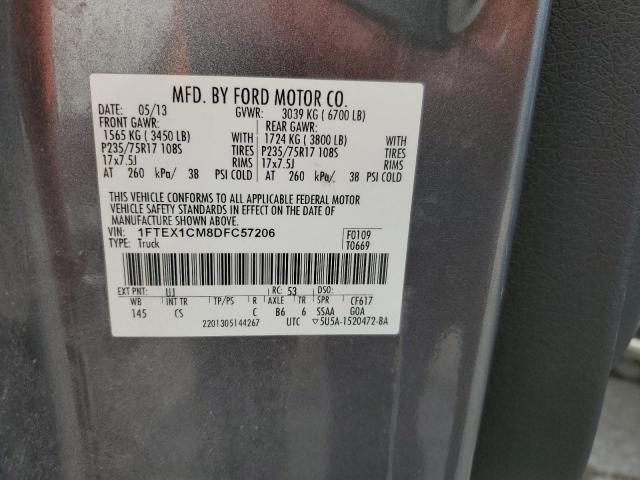 MFD. BY FORD MOTOR CO.
DATE: 05/13 GVWR: 3039 KG ( 6700 LB)
FRONT GAWR: REAR GAWR:
1565 KG ( 3450 LB) WITH 1724 KG ( 3800 LB) WITH
P235/75R17 108S TIRES P235/75R17 108S TIRES
17x7.5J RIMS 17x7.5J RIMS
AT 260 kPa/ 38 PSI COLD AT 260 kPa/ 38 PSI COLD
THIS VEHICLE CONFORMS TO ALL APPLICABLE FEDERAL MOTOR
VEHICLE SAFETY STANDARDS IN EFFECT ON THE DATE OF
MANUFACTURE SHOWN ABOVE.
VIN: 1FTEX1CM8DFC57206 F0109
TYPE: Truck T0669
EXT PNT: UJ RC: 53 DSO:
WB INT TR TP/PS R AXLE TR SPR CF617
145 CS C B6 6 SSAA GOA
2201305144267 UTC ▽5U5A-1520472-BA